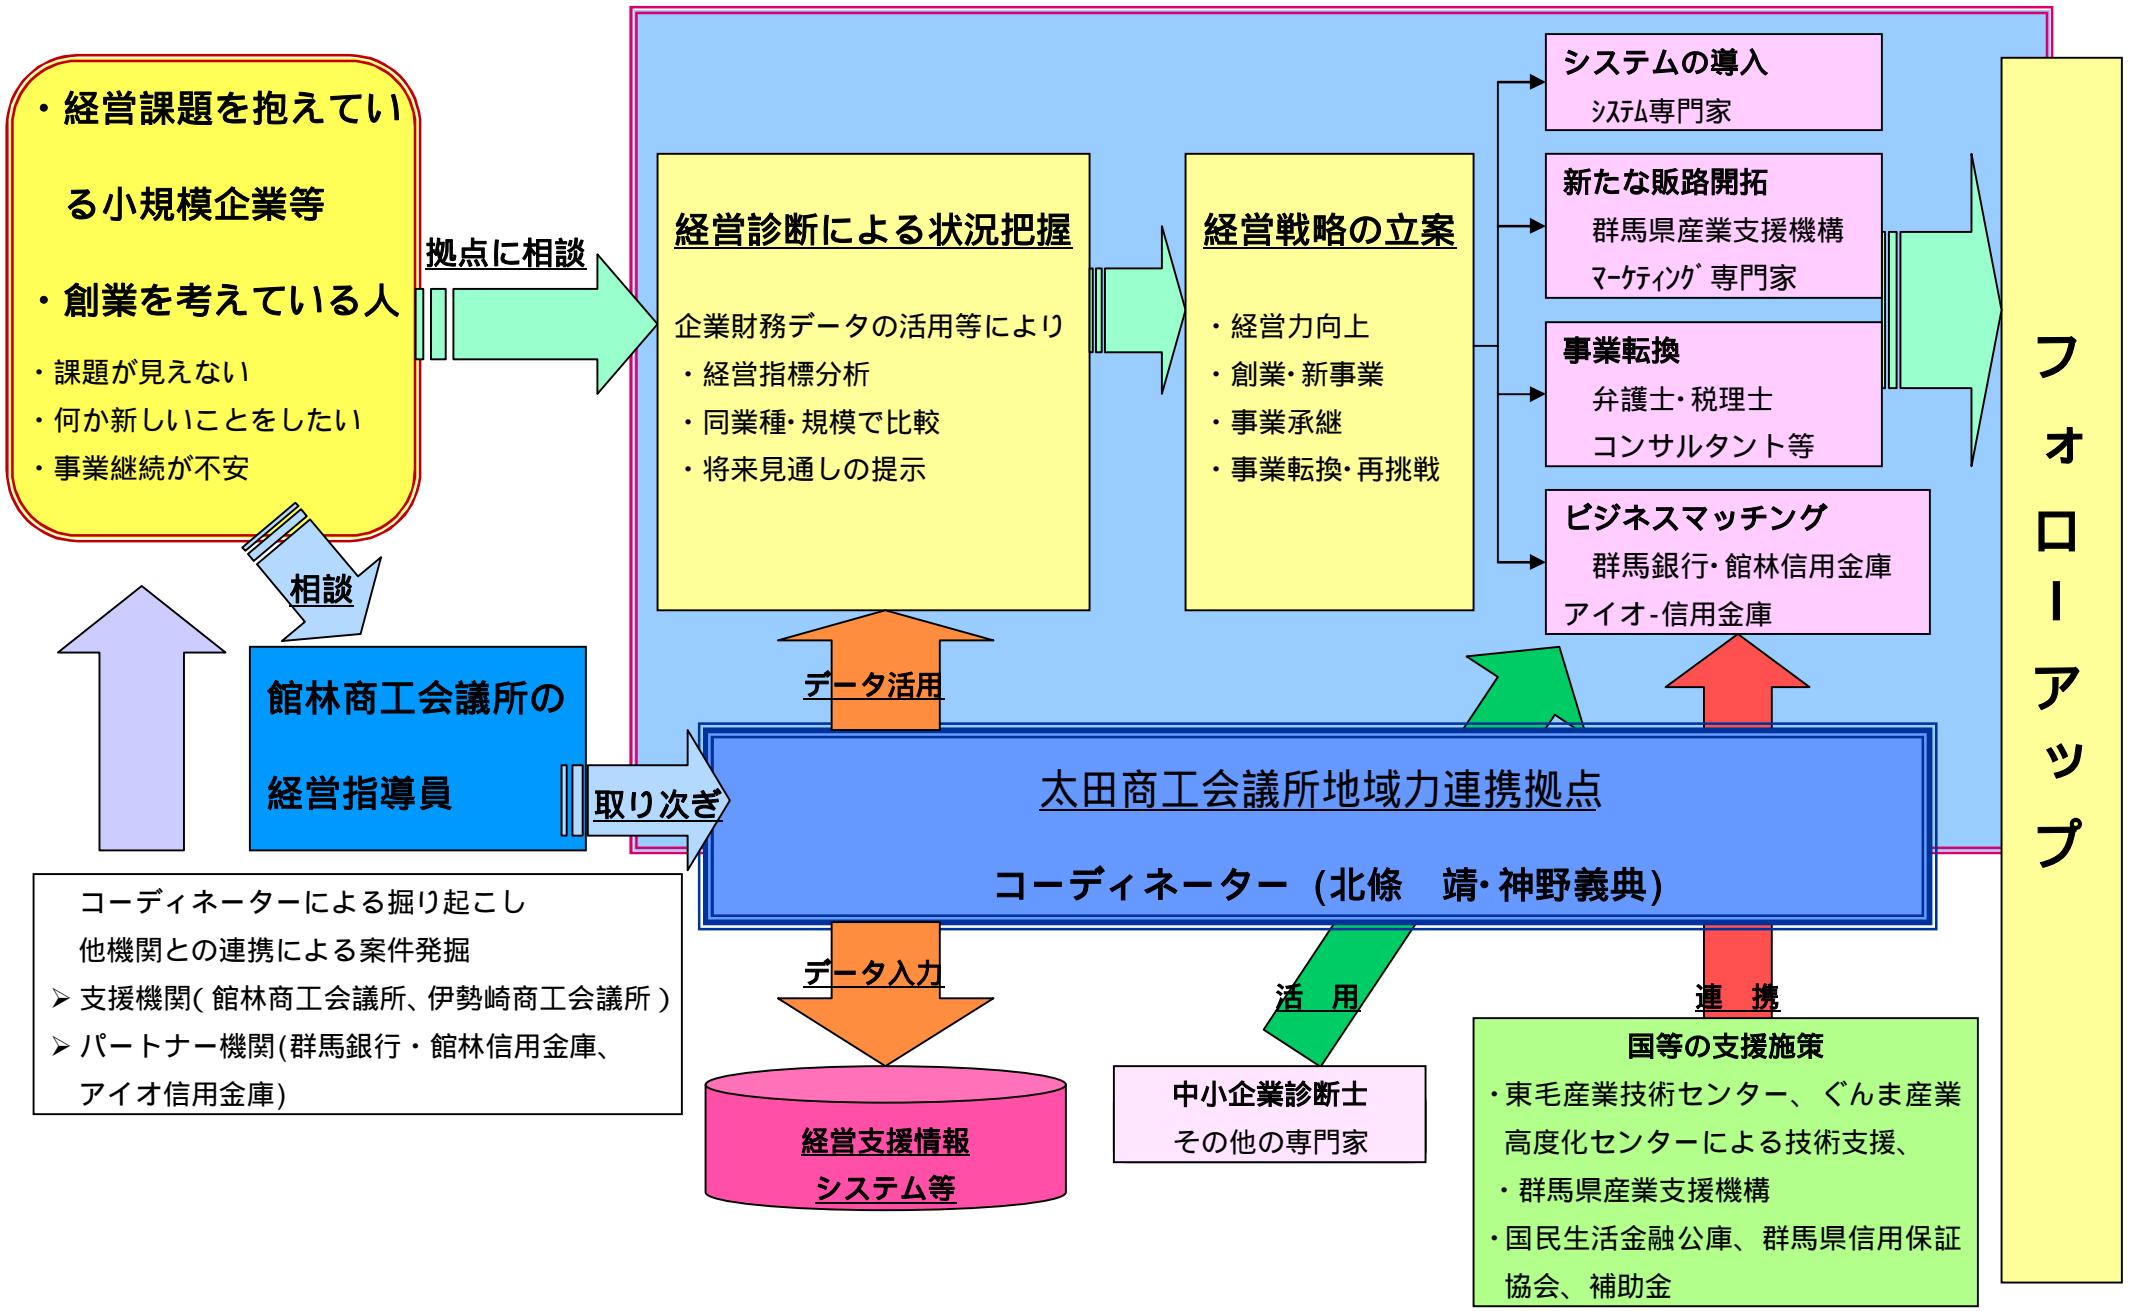 ・経営課題を抱えてい
る小規模企業等
・創業を考えている人
・課題が見えない
・何か新しいことをしたい
・事業継続が不安
拠点に相談
経営診断による状況把握
企業財務データの活用等により
・経営指標分析
・同業種・規模で比較
・将来見通しの提示
経営戦略の立案
・経営力向上
・創業・新事業
・事業承継
・事業転換・再挑戦
システムの導入
ｼｽﾃﾑ専門家
新たな販路開拓
群馬県産業支援機構
ﾏｰｹﾃｨﾝｸﾞ専門家
事業転換
弁護士・税理士
コンサルタント等
ビジネスマッチング
群馬銀行・館林信用金庫
アイオ-信用金庫
フォローアップ
相談
館林商工会議所の
経営指導員
取り次ぎ
データ活用
太田商工会議所地域力連携拠点
コーディネーター（北條　靖・神野義典）
コーディネーターによる掘り起こし
他機関との連携による案件発掘
➢ 支援機関（館林商工会議所、伊勢崎商工会議所）
➢ パートナー機関(群馬銀行・館林信用金庫、
アイオ信用金庫)
データ入力
経営支援情報
システム等
活　用
中小企業診断士
その他の専門家
連　携
国等の支援施策
・東毛産業技術センター、ぐんま産業
高度化センターによる技術支援、
・群馬県産業支援機構
・国民生活金融公庫、群馬県信用保証
協会、補助金